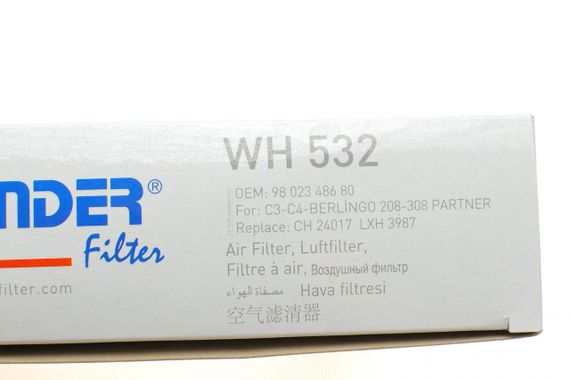 WH 532
NDER®
Filter
filter.com
OEM: 98 023 486 80
For: C3-C4-BERLİNGO 208-308 PARTNER
Replace: CH 24017 LXH 3987
Air Filter, Luftfilter,
Filtre à air, Воздушный фильтр
مصفاة الهواء Hava filtresi
空气滤清器